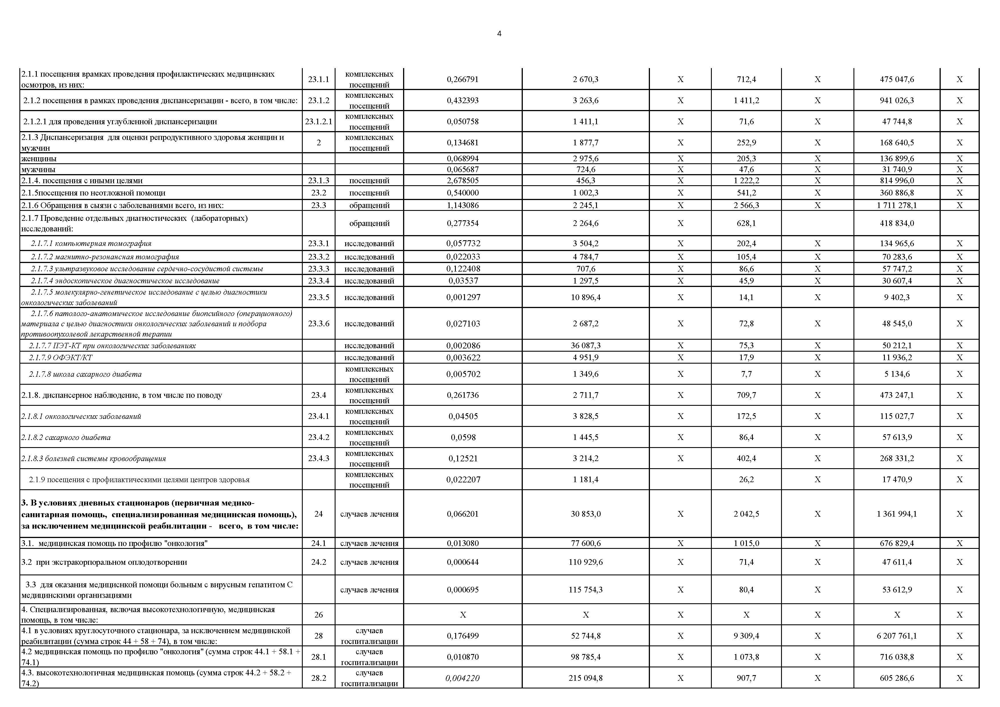 4
2.1.1 посещения врамках проведения профилактических медицинских
осмотров, из них:
23.1.1
комплексных
посещений
0,266791
2 670,3
X
712,4
X
475 047,6
X
2.1.2 посещения в рамках проведения диспансеризации - всего, в том числе:
23.1.2
комплексных
посещений
0,432393
3 263,6
X
1 411,2
X
941 026,3
X
2.1.2.1 для проведения углубленной диспансеризации
23.1.2.1
комплексных
посещений
0,050758
1 411,1
X
71,6
X
47 744,8
X
2.1.3 Диспансеризация для оценки репродуктивного здоровья женщин и
мужчин
2
комплексных
посещений
0,134681
1 877,7
X
252,9
X
168 640,5
X
женщины
0,068994
2 975,6
X
205,3
X
136 899,6
X
мужчины
0,065687
724,6
X
47,6
X
31 740,9
X
2.1.4. посещения с иными целями
23.1.3
посещений
2,678505
456,3
X
1 222,2
X
814 996,0
X
2.1.5посещения по неотложной помощи
23.2
посещений
0,540000
1 002,3
X
541,2
X
360 886,8
X
2.1.6 Обращения в сыязи с заболеваниями всего, из них:
23.3
обращений
1,143086
2 245,1
X
2 566,3
X
1 711 278,1
X
2.1.7 Проведение отдельных диагностических (лабораторных)
исследований:
обращений
0,277354
2 264,6
X
628,1
418 834,0
2.1.7.1 компьютерная томография
23.3.1
исследований
0,057732
3 504,2
X
202,4
X
134 965,6
X
2.1.7.2 магнитно-резонансная томография
23.3.2
исследований
0,022033
4 784,7
X
105,4
X
70 283,6
X
2.1.7.3 ультразвуковое исследование сердечно-сосудистой системы
23.3.3
исследований
0,122408
707,6
X
86,6
X
57 747,2
X
2.1.7.4 эндоскопическое диагностическое исследование
23.3.4
исследований
0,03537
1 297,5
X
45,9
X
30 607,4
X
2.1.7.5 молекулярно-генетическое исследование с целью диагностики
онкологических заболеваний
23.3.5
исследований
0,001297
10 896,4
X
14,1
X
9 402,3
X
2.1.7.6 патолого-анатомическое исследование биопсийного (операционного)
материала с целью диагностики онкологических заболеваний и подбора
противоопухолевой лекарственной терапии
23.3.6
исследований
0,027103
2 687,2
X
72,8
X
48 545,0
X
2.1.7.7 ПЭТ-КТ при онкологических заболеваниях
исследований
0,002086
36 087,3
X
75,3
X
50 212,1
X
2.1.7.9 ОФЭКТ/КТ
исследований
0,003622
4 951,9
X
17,9
X
11 936,2
X
2.1.7.8 школа сахарного диабета
комплексных
посещений
0,005702
1 349,6
X
7,7
X
5 134,6
X
2.1.8. диспансерное наблюдение, в том числе по поводу
23.4
комплексных
посещений
0,261736
2 711,7
X
709,7
X
473 247,1
X
2.1.8.1 онкологических заболеваний
23.4.1
комплексных
посещений
0,04505
3 828,5
X
172,5
X
115 027,7
X
2.1.8.2 сахарного диабета
23.4.2
комплексных
посещений
0,0598
1 445,5
X
86,4
X
57 613,9
X
2.1.8.3 болезней системы кровообращения
23.4.3
комплексных
посещений
0,12521
3 214,2
X
402,4
X
268 331,2
X
2.1.9 посещения с профилактическими целями центров здоровья
комплексных
посещений
0,022207
1 181,4
26,2
X
17 470,9
X
3. В условиях дневных стационаров (первичная медико-
санитарная помощь, специализированная медицинская помощь),
за исключением медицинской реабилитации - всего, в том числе:
24
случаев лечения
0,066201
30 853,0
X
2 042,5
X
1 361 994,1
X
3.1. медицинская помощь по профилю "онкология"
24.1
случаев лечения
0,013080
77 600,6
X
1 015,0
X
676 829,4
X
3.2 при экстракорпоральном оплодотворении
24.2
случаев лечения
0,000644
110 929,6
X
71,4
X
47 611,4
X
3.3 для оказания медициснкой помощи больным с вирусным гепатитом С
медицинскими организациями
случаев лечения
0,000695
115 754,3
X
80,4
X
53 612,9
X
4. Специализированная, включая высокотехнологичную, медицинская
помощь, в том числе:
26
X
X
X
X
X
X
X
4.1 в условиях круглосуточного стационара, за исключением медицинской
реабилитации (сумма строк 44 + 58 + 74), в том числе:
28
случаев
госпитализации
0,176499
52 744,8
X
9 309,4
X
6 207 761,1
X
4.2 медицинская помощь по профилю "онкология" (сумма строк 44.1 + 58.1 +
74.1)
28.1
случаев
госпитализации
0,010870
98 785,4
X
1 073,8
X
716 038,8
X
4.3. высокотехнологичная медицинская помощь (сумма строк 44.2 + 58.2 +
74.2)
28.2
случаев
госпитализации
0,004220
215 094,8
X
907,7
X
605 286,6
X